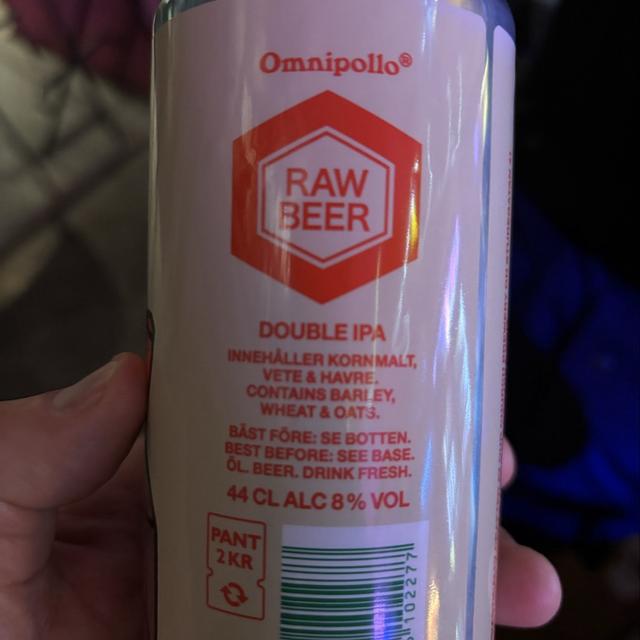 Omnipollo®
RAW
BEER
DOUBLE IPA
INNEHÅLLER KORNMALT,
VETE & HAVRE.
CONTAINS BARLEY,
WHEAT & OATS.
BÄST FÖRE: SE BOTTEN.
BEST BEFORE: SEE BASE.
ÖL. BEER. DRINK FRESH.
44 CL ALC 8% VOL
PANT
2 KR
102277